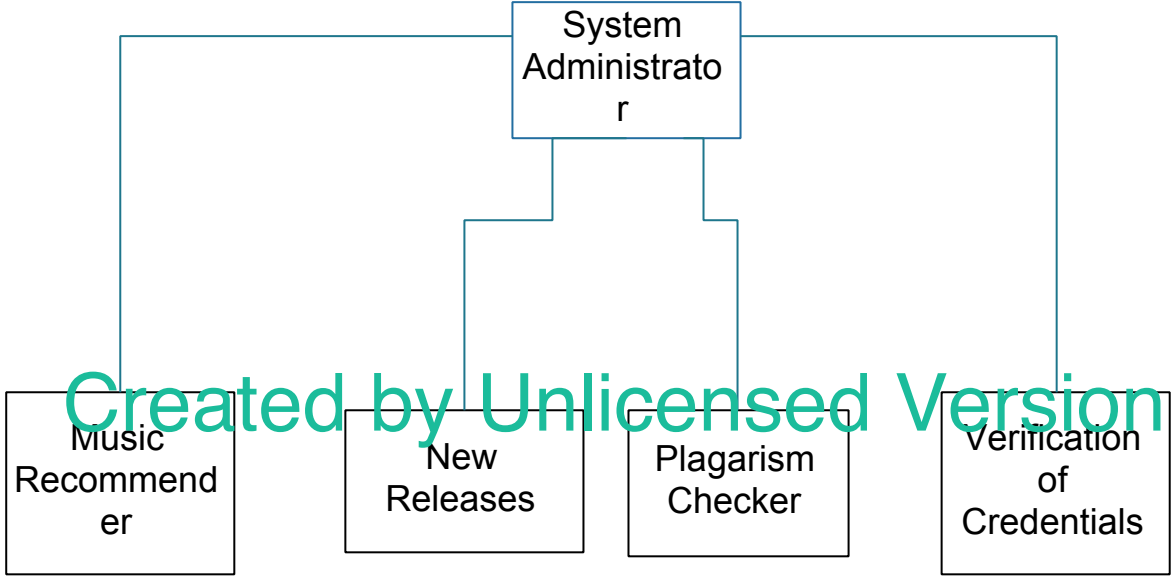 System
Administrato
r
Created by Unlicensed Version
Music
Recommend
er
New
Releases
Plagarism
Checker
Verification
of
Credentials